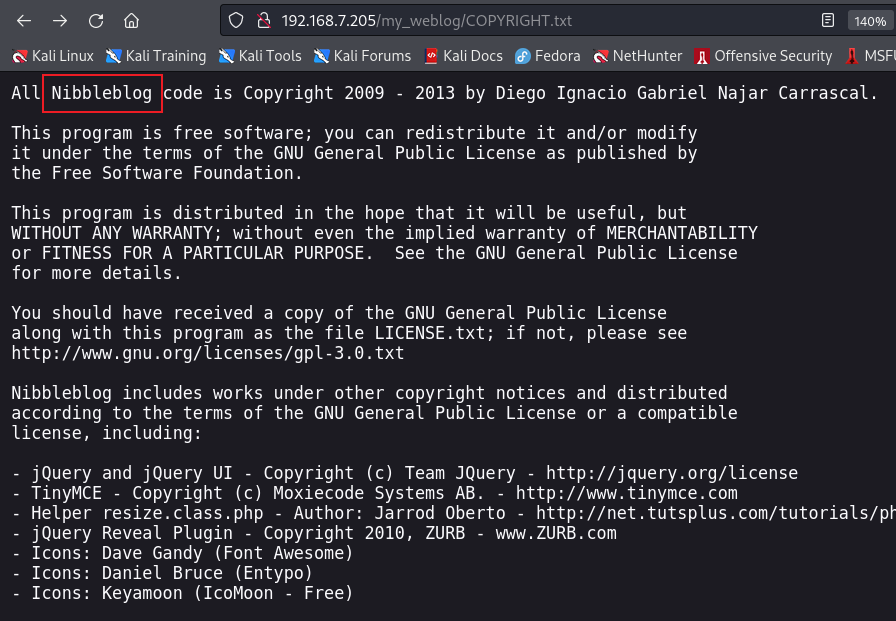 192.168.7.205/my_weblog/COPYRIGHT.txt 140%
Kali Linux Kali Training Kali Tools Kali Forums Kali Docs Fedora NetHunter Offensive Security MSFU
All Nibbleblog code is Copyright 2009 - 2013 by Diego Ignacio Gabriel Najar Carrascal.
This program is free software; you can redistribute it and/or modify
it under the terms of the GNU General Public License as published by
the Free Software Foundation.
This program is distributed in the hope that it will be useful, but
WITHOUT ANY WARRANTY; without even the implied warranty of MERCHANTABILITY
or FITNESS FOR A PARTICULAR PURPOSE.  See the GNU General Public License
for more details.
You should have received a copy of the GNU General Public License
along with this program as the file LICENSE.txt; if not, please see
http://www.gnu.org/licenses/gpl-3.0.txt
Nibbleblog includes works under other copyright notices and distributed
according to the terms of the GNU General Public License or a compatible
license, including:
- jQuery and jQuery UI - Copyright (c) Team JQuery - http://jquery.org/license
- TinyMCE - Copyright (c) Moxiecode Systems AB. - http://www.tinymce.com
- Helper resize.class.php - Author: Jarrod Oberto - http://net.tutsplus.com/tutorials/ph
- jQuery Reveal Plugin - Copyright 2010, ZURB - www.ZURB.com
- Icons: Dave Gandy (Font Awesome)
- Icons: Daniel Bruce (Entypo)
- Icons: Keyamoon (IcoMoon - Free)